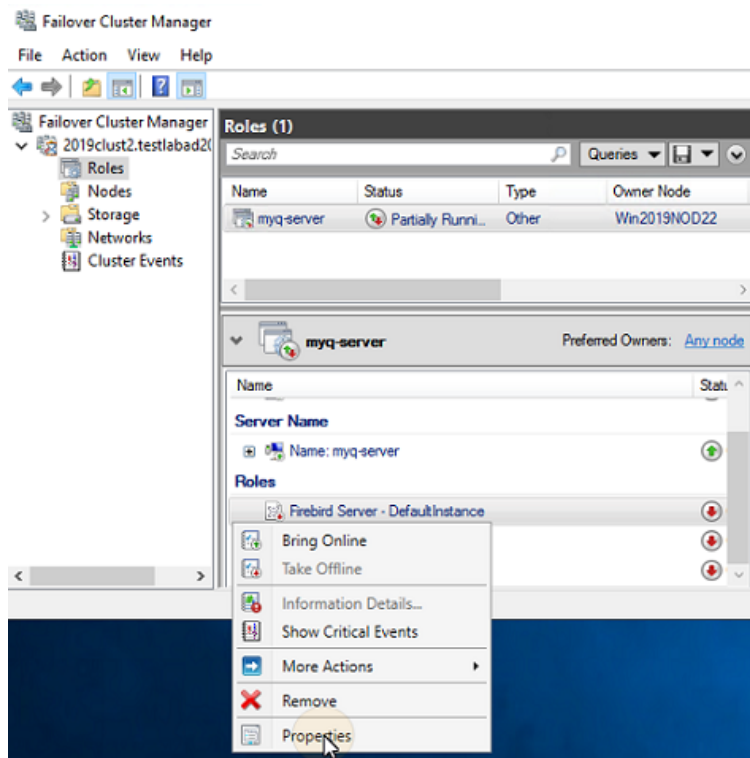 Failover Cluster Manager
File Action View Help
Failover Cluster Manager
2019clust2.testlabad2(
Roles
Nodes
Storage
Networks
Cluster Events
Roles (1)
Search
Queries
Name Status Type Owner Node
myq-server Partially Runni... Other Win2019NOD22
myq-server Preferred Owners: Any node
Name Statu
Server Name
Name: myq-server
Roles
Firebird Server - DefaultInstance
Bring Online
Take Offline
Information Details...
Show Critical Events
More Actions
Remove
Properties